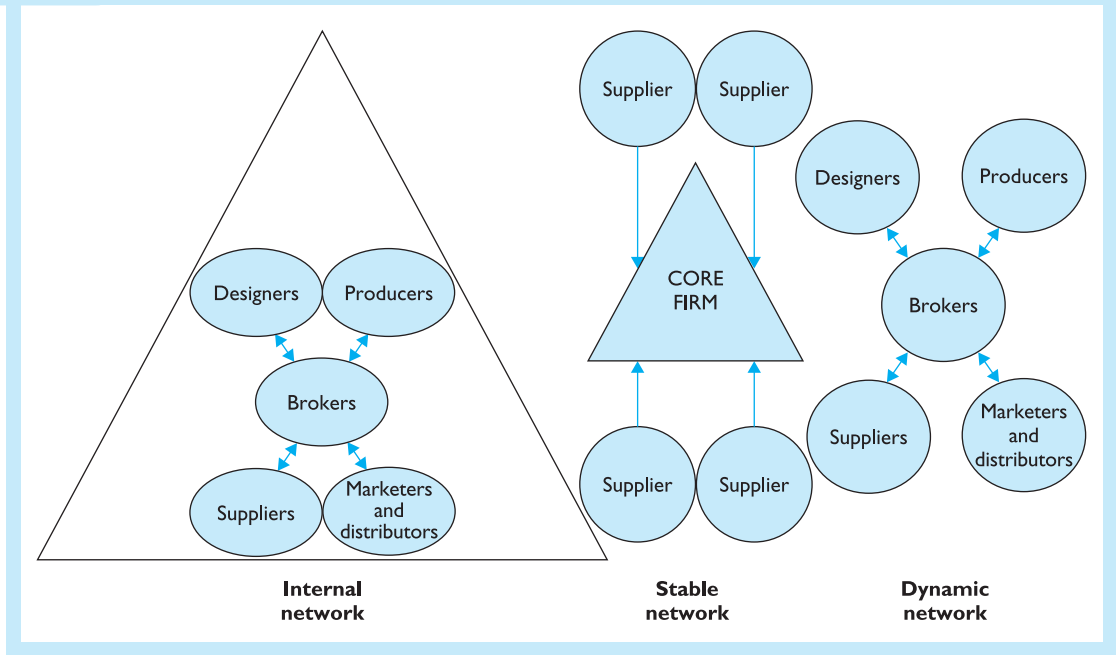 Designers
Producers
Brokers
Suppliers
Marketers
and
distributors
Internal
network
Supplier
Supplier
CORE
FIRM
Supplier
Supplier
Stable
network
Designers
Producers
Brokers
Suppliers
Marketers
and
distributors
Dynamic
network